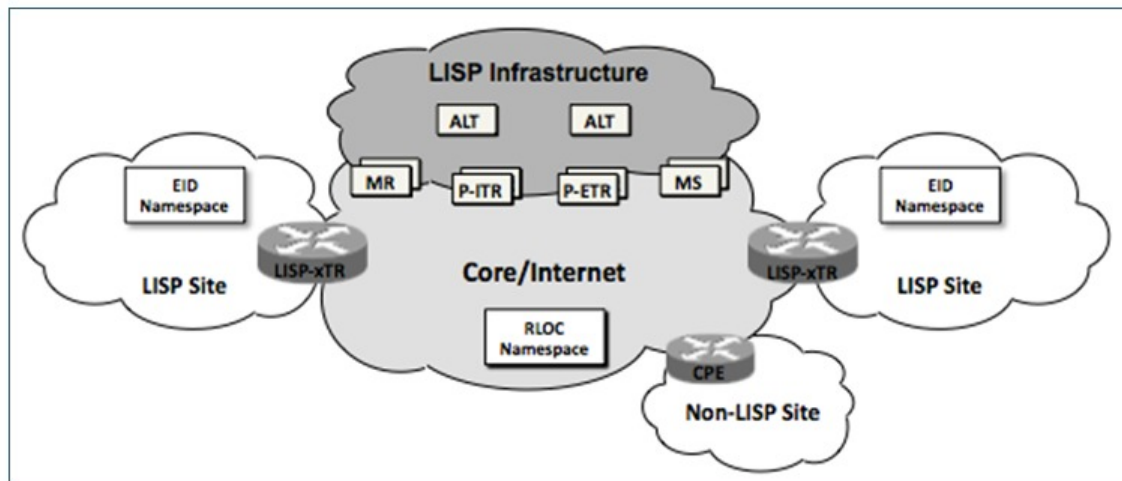 LISP Infrastructure
ALT
ALT
MR
P-ITR
P-ETR
MS
EID
Namespace
EID
Namespace
LISP-xTR
LISP Site
Core/Internet
LISP-xTR
LISP Site
RLOC
Namespace
CPE
Non-LISP Site